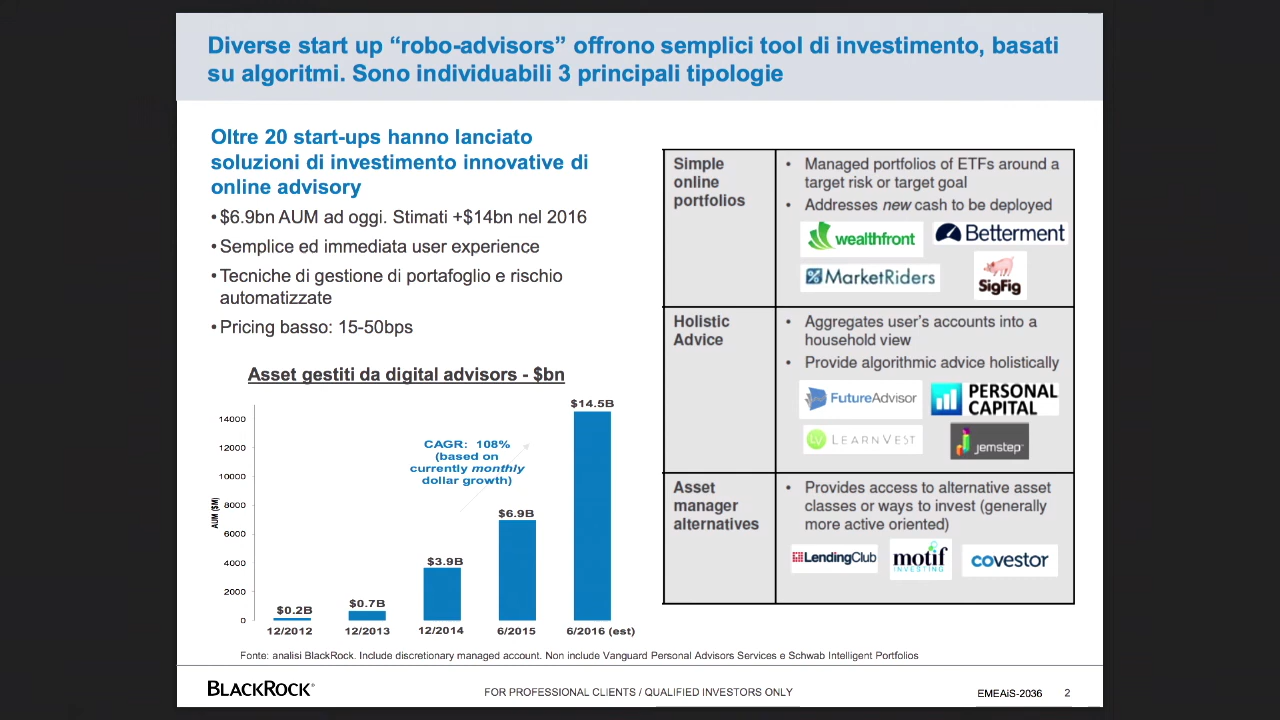 Diverse start up “robo-advisors” offrono semplici tool di investimento, basati
su algoritmi. Sono individuabili 3 principali tipologie
Oltre 20 start-ups hanno lanciato
soluzioni di investimento innovative di
online advisory
•$6.9bn AUM ad oggi. Stimati +$14bn nel 2016
•Semplice ed immediata user experience
•Tecniche di gestione di portafoglio e rischio
automatizzate
•Pricing basso: 15-50bps
Asset gestiti da digital advisors - $bn
AUM ($M)
14000
12000
10000
8000
6000
4000
2000
0
$0.2B
$0.7B
$3.9B
$6.9B
$14.5B
CAGR: 108%
(based on
currently monthly
dollar growth)
12/2012
12/2013
12/2014
6/2015
6/2016 (est)
Simple
online
portfolios
• Managed portfolios of ETFs around a
target risk or target goal
• Addresses new cash to be deployed
wealthfront
Betterment
MarketRiders
SigFig
Holistic
Advice
• Aggregates user’s accounts into a
household view
• Provide algorithmic advice holistically
FutureAdvisor
PERSONAL
CAPITAL
LV LEARNVEST
jemstep
Asset
manager
alternatives
• Provides access to alternative asset
classes or ways to invest (generally
more active oriented)
LendingClub
motif
INVESTING
covestor
Fonte: analisi BlackRock. Include discretionary managed account. Non include Vanguard Personal Advisors Services e Schwab Intelligent Portfolios
BLACKROCK®
FOR PROFESSIONAL CLIENTS / QUALIFIED INVESTORS ONLY
EMEAiS-2036
2